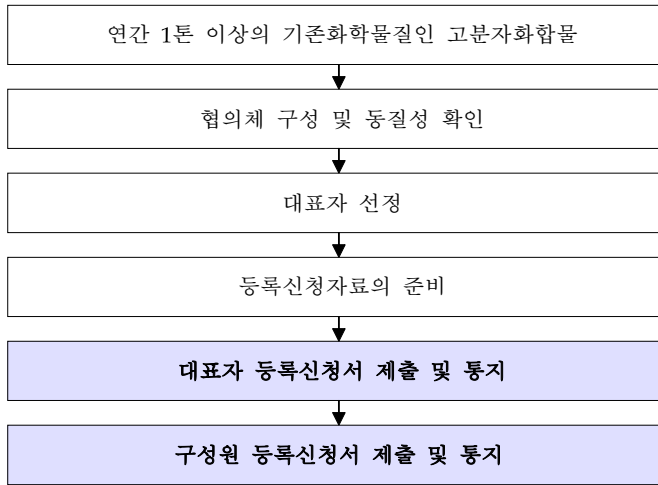 연간 1톤 이상의 기존화학물질인 고분자화합물
협의체 구성 및 동질성 확인
대표자 선정
등록신청자료의 준비
대표자 등록신청서 제출 및 통지
구성원 등록신청서 제출 및 통지